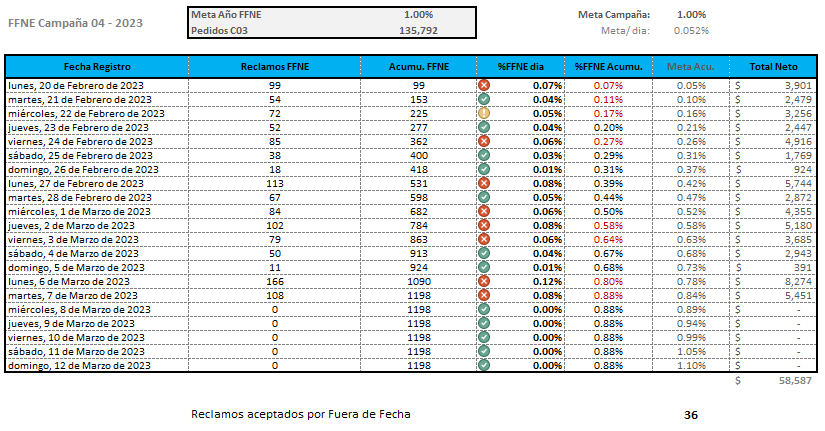 FFNE Campaña 04 - 2023
Meta Año FFNE 1.00%
Pedidos C03 135,792
Meta Campaña: 1.00%
Meta/ dia: 0.052%
Fecha Registro Reclamos FFNE Acumu. FFNE %FFNE dia %FFNE Acumu. Meta Acu. Total Neto
lunes, 20 de Febrero de 2023 99 99 0.07% 0.07% 0.05% $ 3,901
martes, 21 de Febrero de 2023 54 153 0.04% 0.11% 0.10% $ 2,479
miércoles, 22 de Febrero de 2023 72 225 0.05% 0.17% 0.16% $ 3,256
jueves, 23 de Febrero de 2023 52 277 0.04% 0.20% 0.21% $ 2,447
viernes, 24 de Febrero de 2023 85 362 0.06% 0.27% 0.26% $ 4,916
sábado, 25 de Febrero de 2023 38 400 0.03% 0.29% 0.31% $ 1,769
domingo, 26 de Febrero de 2023 18 418 0.01% 0.31% 0.37% $ 924
lunes, 27 de Febrero de 2023 113 531 0.08% 0.39% 0.42% $ 5,744
martes, 28 de Febrero de 2023 67 598 0.05% 0.44% 0.47% $ 2,872
miércoles, 1 de Marzo de 2023 84 682 0.06% 0.50% 0.52% $ 4,355
jueves, 2 de Marzo de 2023 102 784 0.08% 0.58% 0.58% $ 5,180
viernes, 3 de Marzo de 2023 79 863 0.06% 0.64% 0.63% $ 3,685
sábado, 4 de Marzo de 2023 50 913 0.04% 0.67% 0.68% $ 2,943
domingo, 5 de Marzo de 2023 11 924 0.01% 0.68% 0.73% $ 391
lunes, 6 de Marzo de 2023 166 1090 0.12% 0.80% 0.78% $ 8,274
martes, 7 de Marzo de 2023 108 1198 0.08% 0.88% 0.84% $ 5,451
miércoles, 8 de Marzo de 2023 0 1198 0.00% 0.88% 0.89% $ -
jueves, 9 de Marzo de 2023 0 1198 0.00% 0.88% 0.94% $ -
viernes, 10 de Marzo de 2023 0 1198 0.00% 0.88% 0.99% $ -
sábado, 11 de Marzo de 2023 0 1198 0.00% 0.88% 1.05% $ -
domingo, 12 de Marzo de 2023 0 1198 0.00% 0.88% 1.10% $ -
$ 58,587
Reclamos aceptados por Fuera de Fecha 36